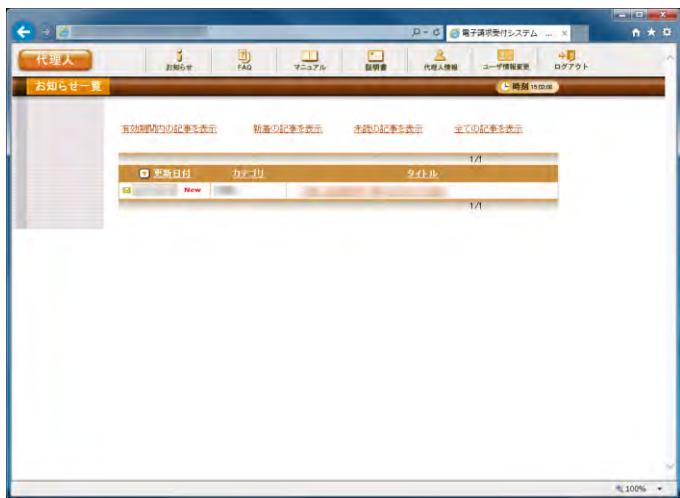 電子請求受付システム ...
代理人
お知らせ FAQ マニュアル 証明書 代理人情報 ユーザ情報変更 ログアウト
お知らせ一覧
時刻 15:03:08
有効期間内の記事を表示 新着の記事を表示 未読の記事を表示 全ての記事を表示
1/1
更新日付 カテゴリ タイトル
New
1/1
100%